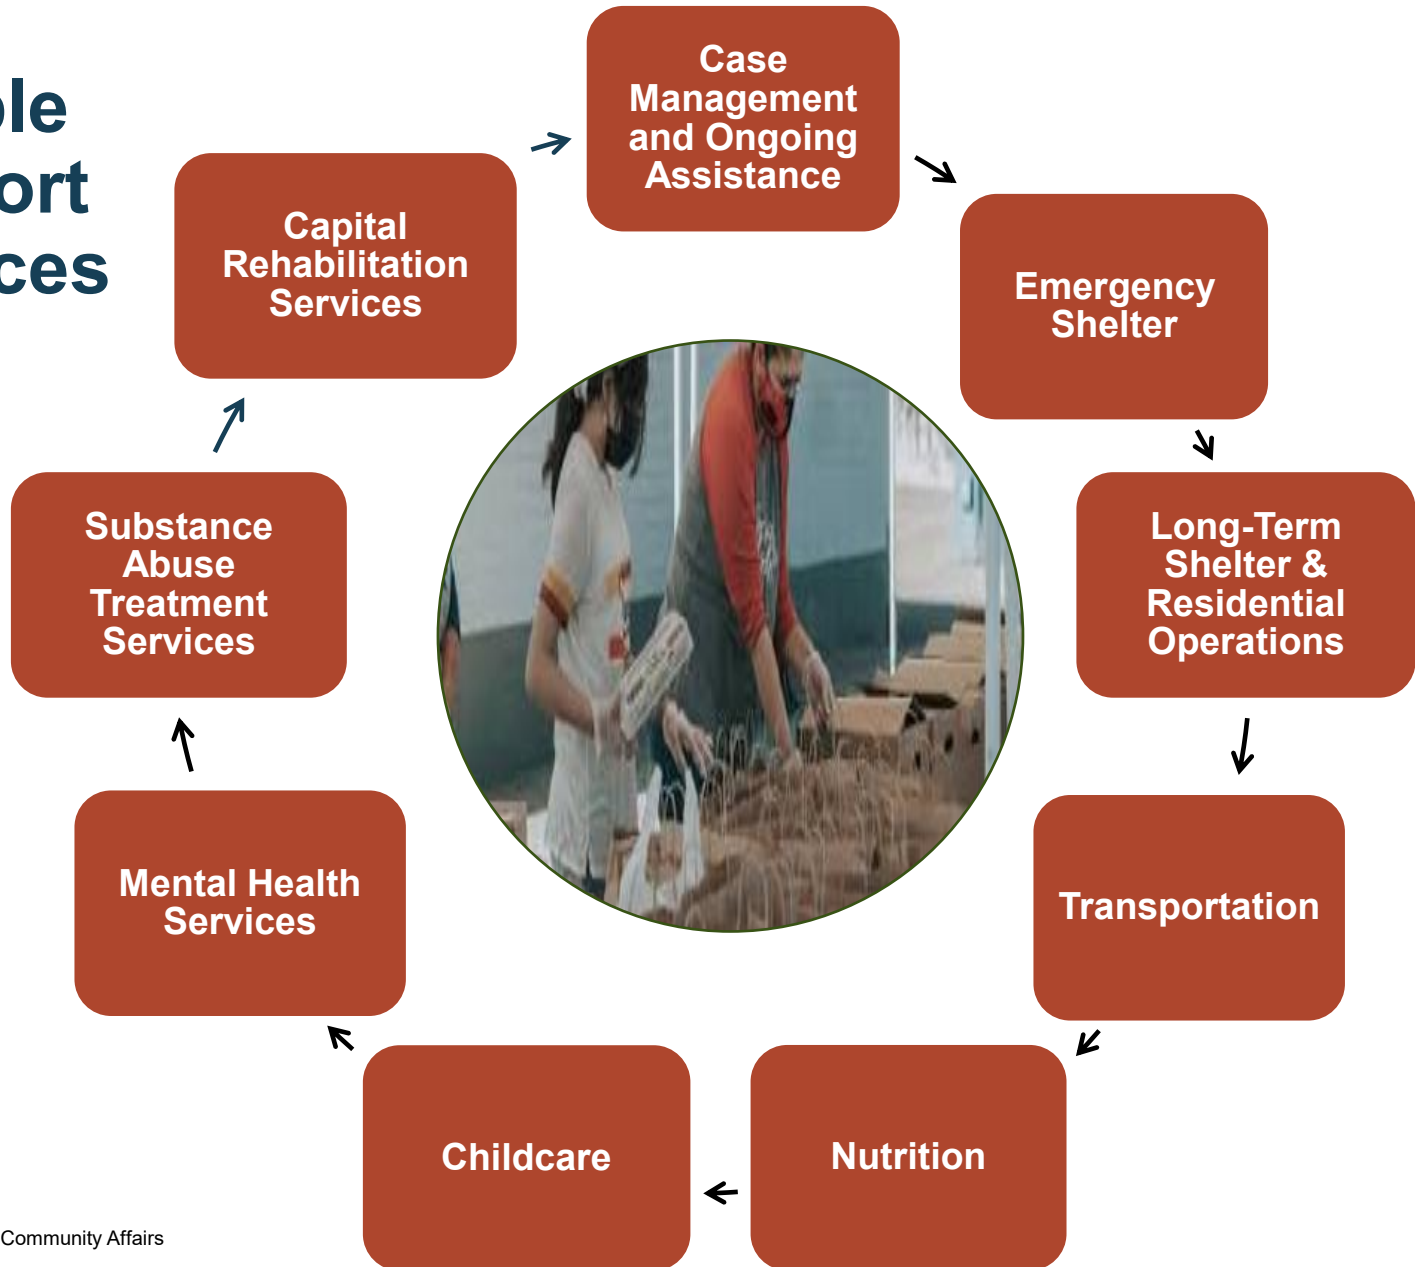 ple
ort
ces
Case
Management
and Ongoing
Assistance
Capital
Rehabilitation
Services
Emergency
Shelter
Substance
Abuse
Treatment
Services
Long-Term
Shelter &
Residential
Operations
Mental Health
Services
Transportation
Childcare
Nutrition
Community Affairs